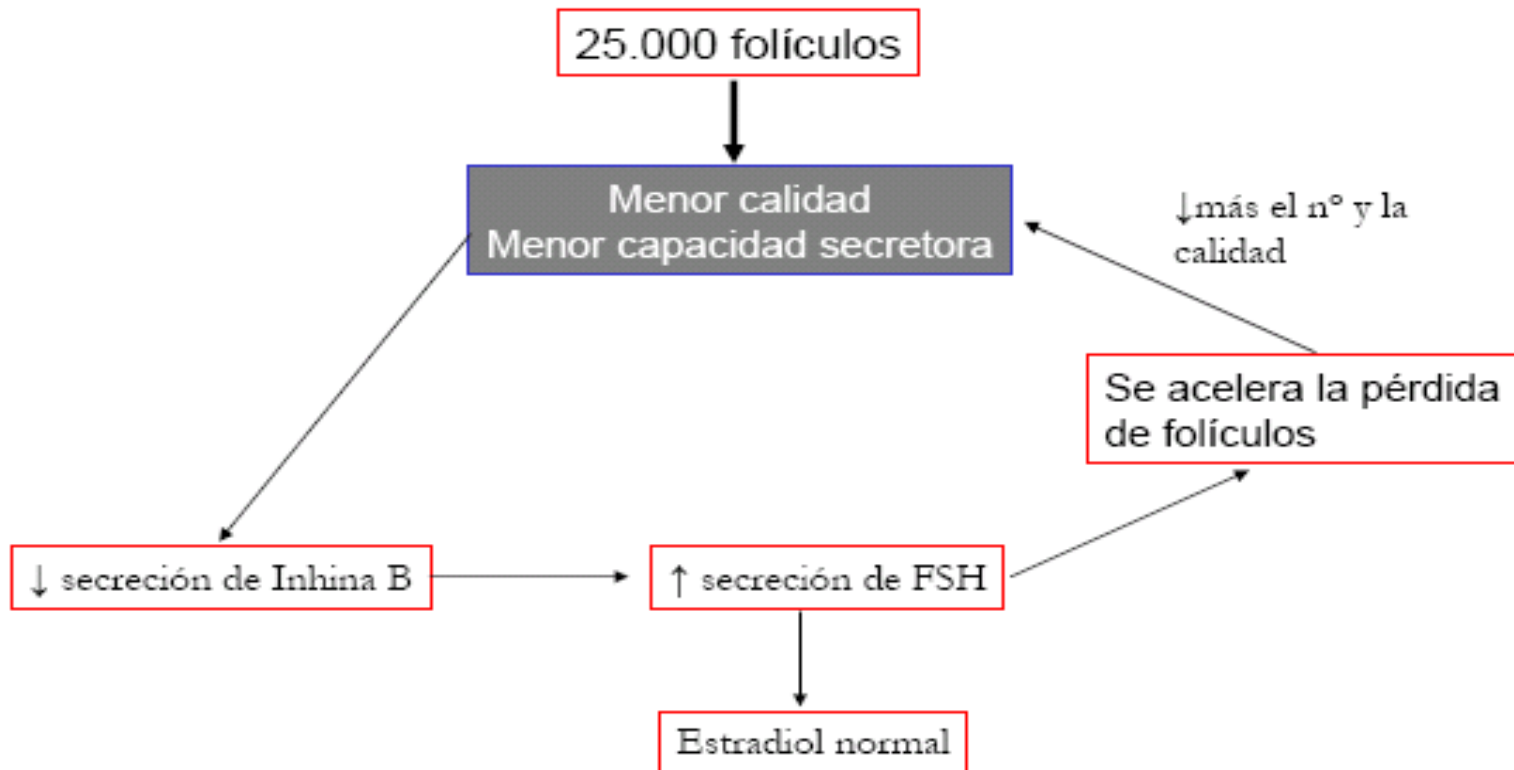 25.000 folículos
Menor calidad
Menor capacidad secretora
↓más el nº y la
calidad
Se acelera la pérdida
de folículos
↓ secreción de Inhina B
↑ secreción de FSH
Estradiol normal